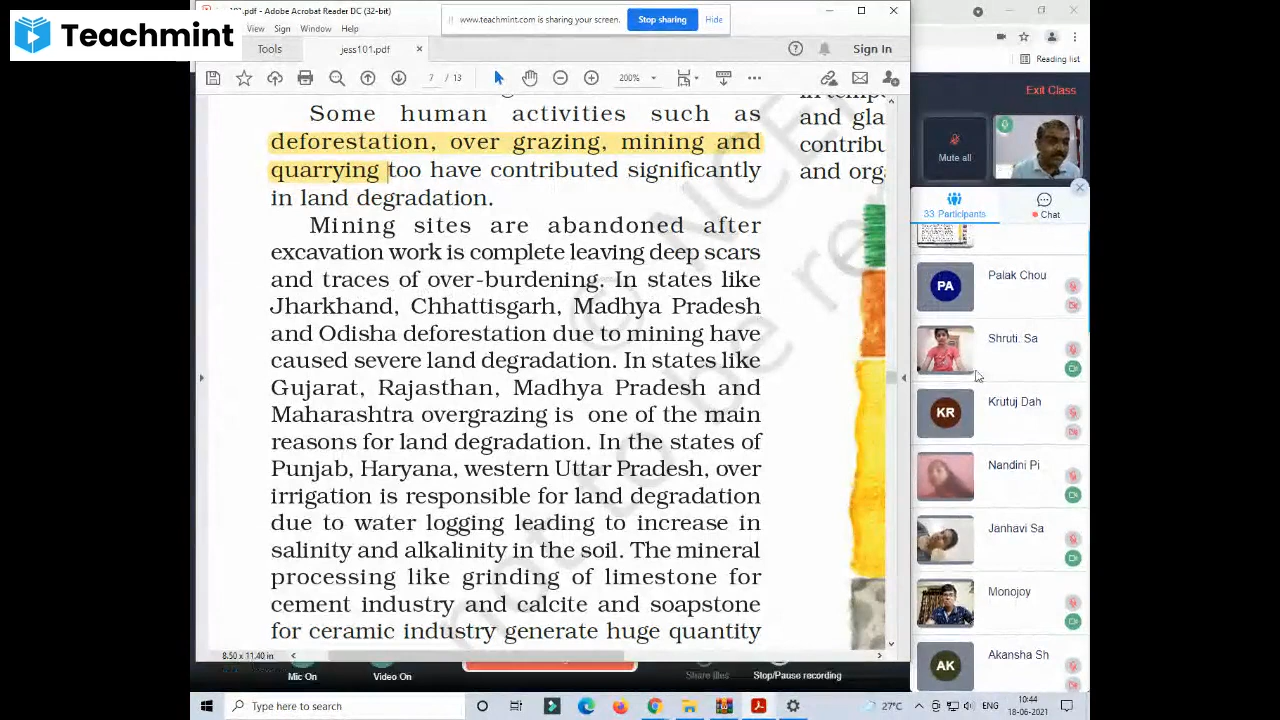 Teachmint
View Sign Window Help
www.teachmint.com is sharing your screen. Stop sharing Hide
Tools jess101.pdf × Sign In
7 / 13 200%
Reading list
Some human activities such as
deforestation, over grazing, mining and
quarrying too have contributed significantly
in land degradation.
Mining sites are abandoned after
excavation work is complete leaving deep scars
and traces of over-burdening. In states like
Jharkhand, Chhattisgarh, Madhya Pradesh
and Odisha deforestation due to mining have
caused severe land degradation. In states like
Gujarat, Rajasthan, Madhya Pradesh and
Maharashtra overgrazing is one of the main
reasons for land degradation. In the states of
Punjab, Haryana, western Uttar Pradesh, over
irrigation is responsible for land degradation
due to water logging leading to increase in
salinity and alkalinity in the soil. The mineral
processing like grinding of limestone for
cement industry and calcite and soapstone
for ceramic industry generate huge quantity
and gla
contribu
and org
8.50 x 11.40 in
Exit Class
Mute all
33 Participants Chat
PA Palak Chou
Shruti. Sa
KR Krutuj Dah
Nandini Pi
Janhavi Sa
Monojoy
AK Akansha Sh
Mic On Video On Share files Stop/Pause recording
Type here to search
27°C ENG 10:44
18-06-2021